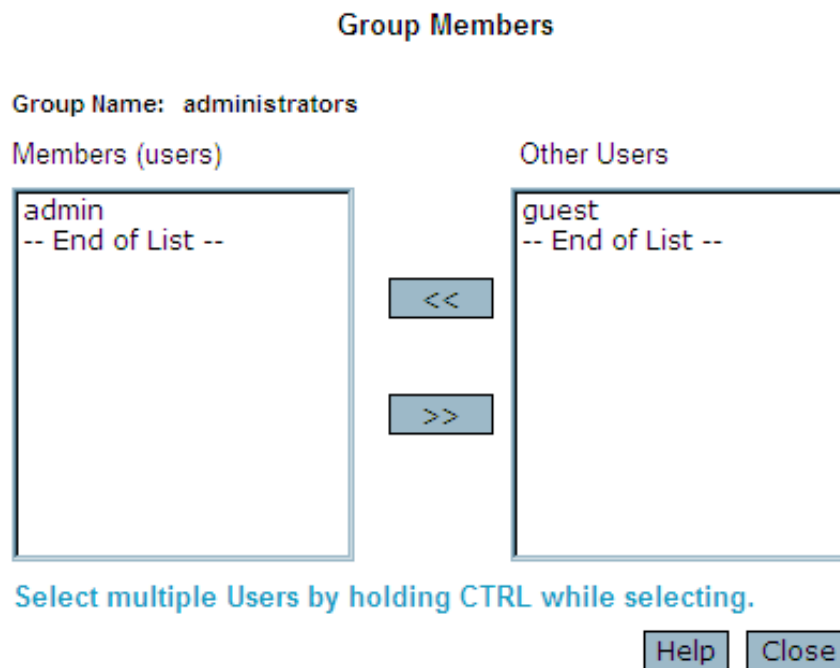 Group Members
Group Name: administrators
Members (users)
Other Users
admin
-- End of List --
guest
-- End of List --
<<
>>
Select multiple Users by holding CTRL while selecting.
Help
Close